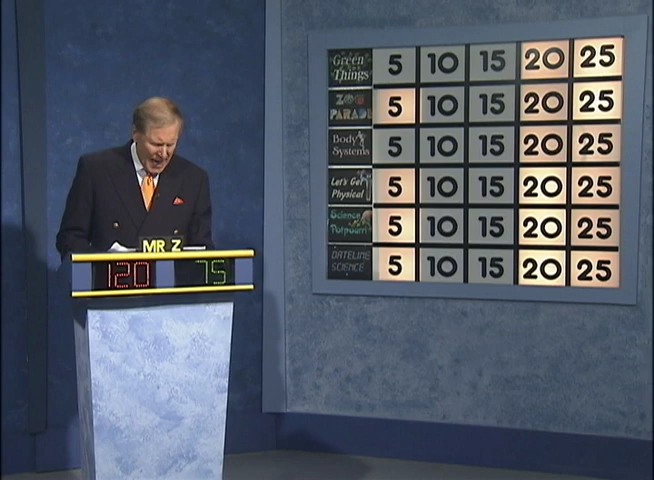 Green Things 5 10 15 20 25
ZOO PARADE 5 10 15 20 25
Body Systems 5 10 15 20 25
Let's Get Physical 5 10 15 20 25
Science Potpourri 5 10 15 20 25
DATELINE SCIENCE 5 10 15 20 25
MR Z
120 75